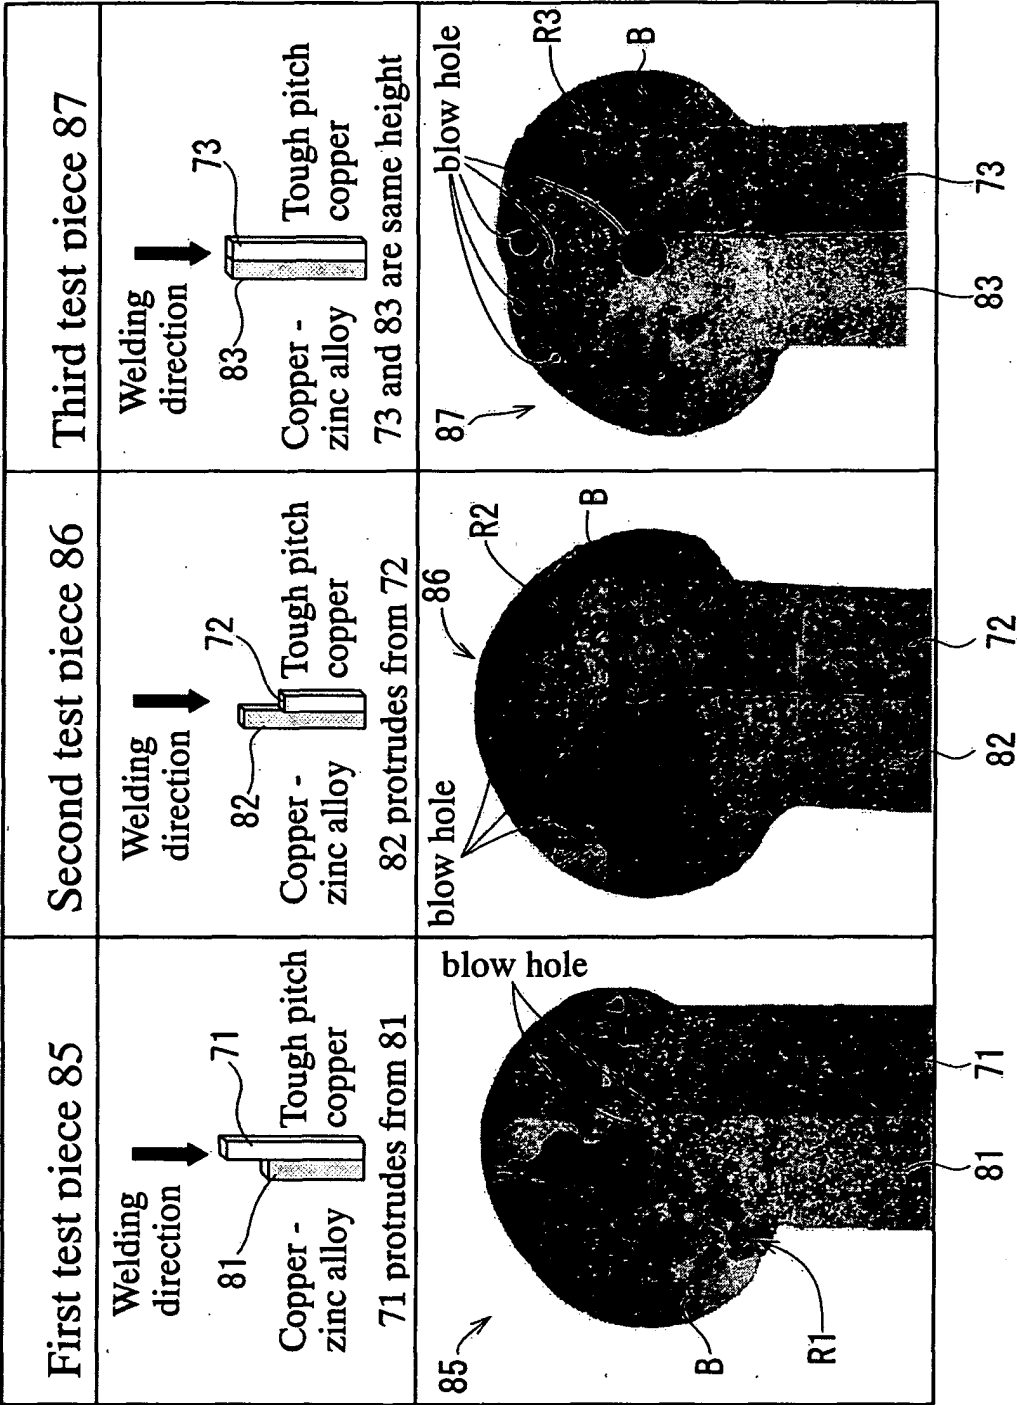 First test piece 85
Welding
direction
81
71
Copper -
zinc alloy
Tough pitch
copper
71 protrudes from 81
85
blow hole
B
R1
81
71
Second test piece 86
Welding
direction
82
72
Copper -
zinc alloy
Tough pitch
copper
82 protrudes from 72
blow hole
86
R2
B
82
72
Third test piece 87
Welding
direction
83
73
Copper -
zinc alloy
Tough pitch
copper
73 and 83 are same height
87
blow hole
R3
B
83
73